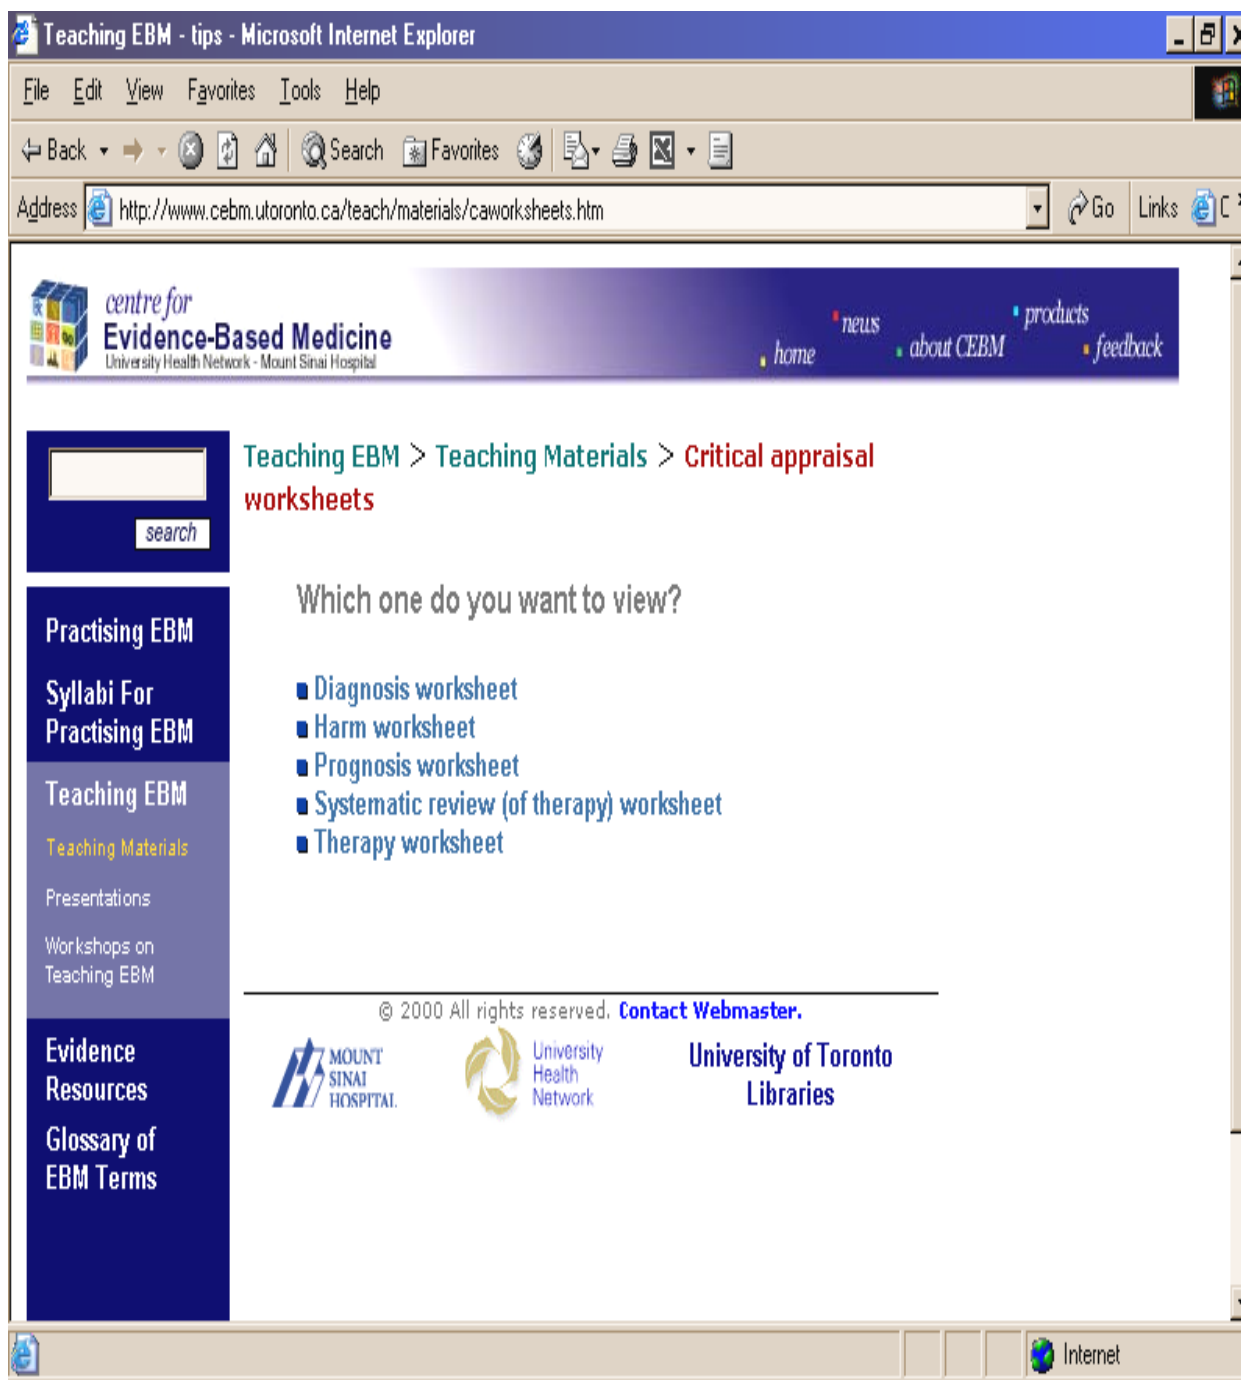 Teaching EBM - tips - Microsoft Internet Explorer
File Edit View Favorites Tools Help
Back Search Favorites
Address http://www.cebm.utoronto.ca/teach/materials/caworksheets.htm Go Links
centre for
Evidence-Based Medicine
University Health Network - Mount Sinai Hospital
home news about CEBM products feedback
search
Teaching EBM > Teaching Materials > Critical appraisal
worksheets
Which one do you want to view?
Diagnosis worksheet
Harm worksheet
Prognosis worksheet
Systematic review (of therapy) worksheet
Therapy worksheet
Practising EBM
Syllabi For
Practising EBM
Teaching EBM
Teaching Materials
Presentations
Workshops on
Teaching EBM
Evidence
Resources
Glossary of
EBM Terms
© 2000 All rights reserved. Contact Webmaster.
MOUNT
SINAI
HOSPITAL
University
Health
Network
University of Toronto
Libraries
Internet